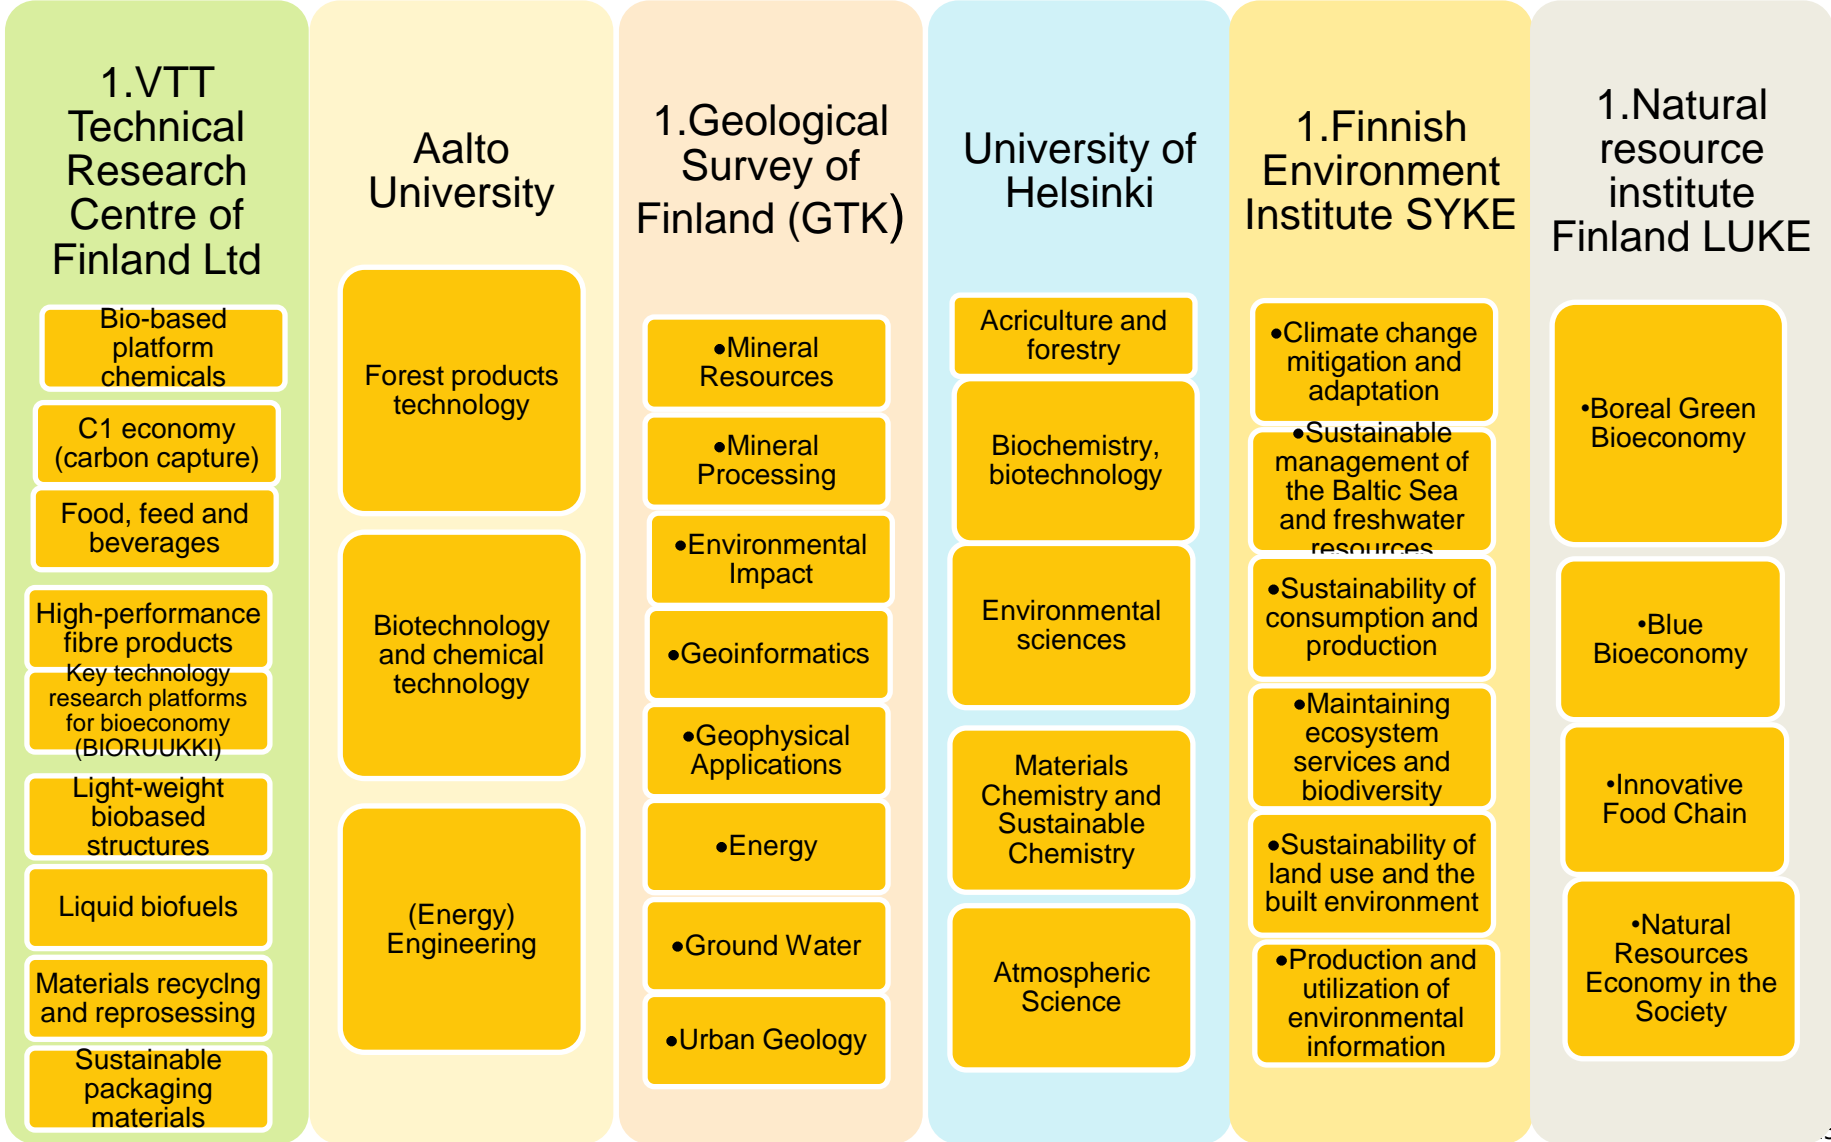 1.VTT
Technical
Research
Centre of
Finland Ltd
Bio-based
platform
chemicals
C1 economy
(carbon capture)
Food, feed and
beverages
High-performance
fibre products
Key technology
research platforms
for bioeconomy
(BIORUUKKI)
Light-weight
biobased
structures
Liquid biofuels
Materials recyclng
and reprosessing
Sustainable
packaging
materials
Aalto
University
Forest products
technology
Biotechnology
and chemical
technology
(Energy)
Engineering
1.Geological
Survey of
Finland (GTK)
•Mineral
Resources
•Mineral
Processing
•Environmental
Impact
•Geoinformatics
•Geophysical
Applications
•Energy
•Ground Water
•Urban Geology
University of
Helsinki
Acriculture and
forestry
Biochemistry,
biotechnology
Environmental
sciences
Materials
Chemistry and
Sustainable
Chemistry
Atmospheric
Science
1.Finnish
Environment
Institute SYKE
•Climate change
mitigation and
adaptation
•Sustainable
management of
the Baltic Sea
and freshwater
resources
•Sustainability of
consumption and
production
•Maintaining
ecosystem
services and
biodiversity
•Sustainability of
land use and the
built environment
•Production and
utilization of
environmental
information
1.Natural
resource
institute
Finland LUKE
•Boreal Green
Bioeconomy
•Blue
Bioeconomy
•Innovative
Food Chain
•Natural
Resources
Economy in the
Society